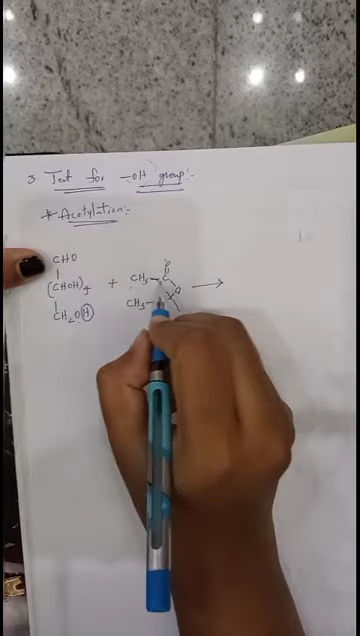 3. Test for -OH group:-
* Acetylation:-
CHO
|
(CHOH)4 + CH3-C
CH2OH CH3-